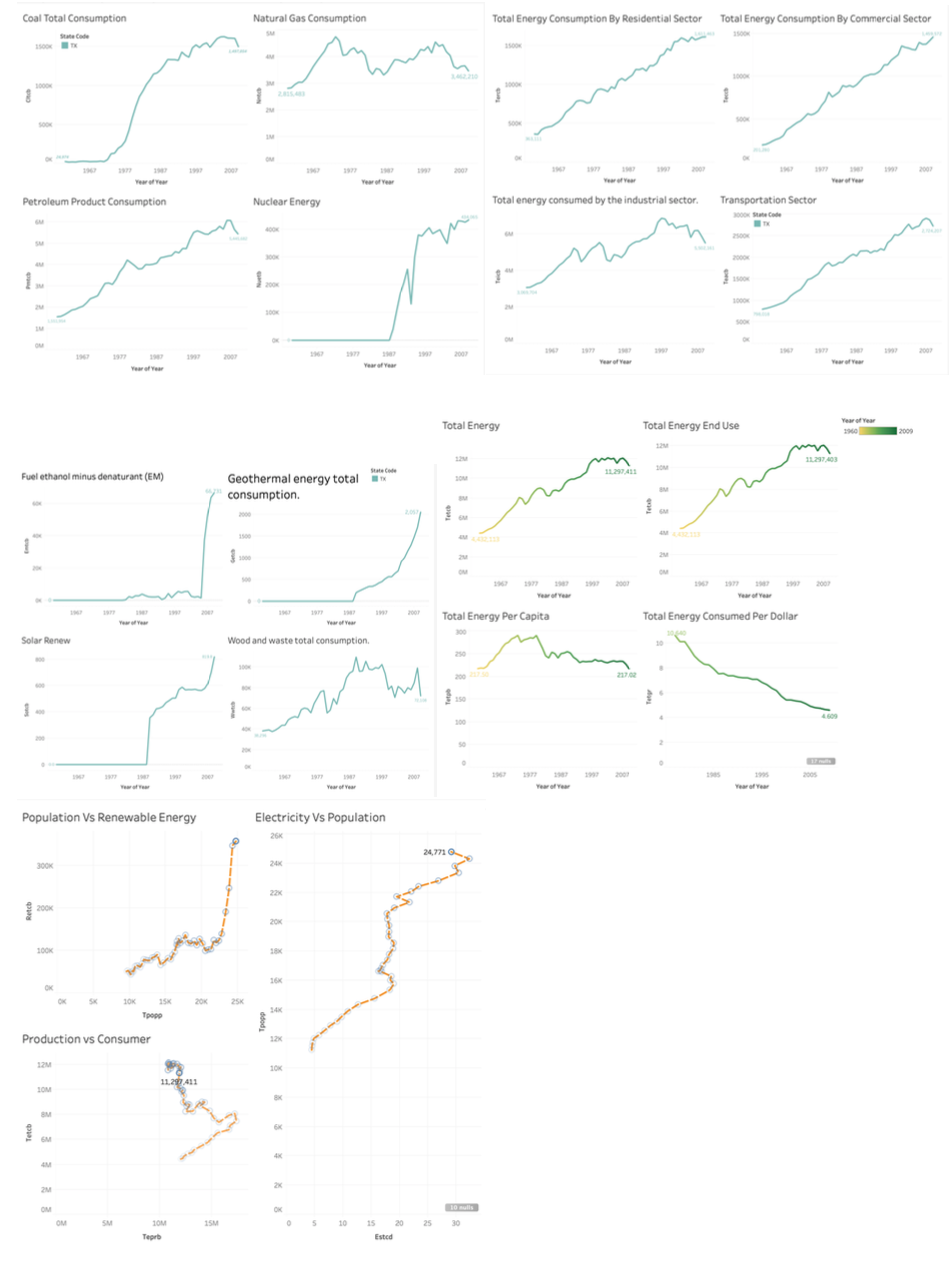 Coal Total Consumption
State Code
TX
1500K
1000K
500K
0K
Clcb
1967
1977
1987
1997
2007
Year of Year
Natural Gas Consumption
5M
4M
3M
2M
1M
0M
Nntcb
2,815,483
3,462,210
1967
1977
1987
1997
2007
Year of Year
Total Energy Consumption By Residential Sector
1500K
1000K
500K
0K
1967
1977
1987
1997
2007
Year of Year
Total Energy Consumption By Commercial Sector
1500K
1000K
500K
0K
1967
1977
1987
1997
2007
Year of Year
Petroleum Product Consumption
6M
5M
4M
3M
2M
1M
0M
Pmtcb
1967
1977
1987
1997
2007
Year of Year
Nuclear Energy
400K
300K
200K
100K
0K
Nuetb
1967
1977
1987
1997
2007
Year of Year
Total energy consumed by the industrial sector.
6M
4M
2M
0M
Teicb
1967
1977
1987
1997
2007
Year of Year
Transportation Sector
State Code
TX
3000K
2500K
2000K
1500K
1000K
500K
0K
Teacb
1967
1977
1987
1997
2007
Year of Year
Fuel ethanol minus denaturant (EM)
60K
40K
20K
0K
Emtcb
1967
1977
1987
1997
2007
Year of Year
Geothermal energy total
consumption.
State Code
TX
2000
1500
1000
500
0
Getcb
2,057
1967
1977
1987
1997
2007
Year of Year
Total Energy
12M
10M
8M
6M
4M
2M
0M
Tetcb
4,432,113
11,297,411
1967
1977
1987
1997
2007
Year of Year
Total Energy End Use
12M
10M
8M
6M
4M
2M
0M
Tetxb
4,432,113
11,297,403
1967
1977
1987
1997
2007
Year of Year
Year of Year
1960
2009
Solar Renew
800
600
400
200
0
Sotcb
1967
1977
1987
1997
2007
Year of Year
Wood and waste total consumption.
100K
80K
60K
40K
20K
0K
Wwtcb
1967
1977
1987
1997
2007
Year of Year
Total Energy Per Capita
300
250
200
150
100
50
0
Tetpb
217.02
1967
1977
1987
1997
2007
Year of Year
Total Energy Consumed Per Dollar
10
8
6
4
2
0
Tetgr
10.640
4.609
17 nulls
1985
1995
2005
Year of Year
Population Vs Renewable Energy
300K
200K
100K
0K
Retcb
0K
5K
10K
15K
20K
25K
Tpopp
Electricity Vs Population
26K
24K
22K
20K
18K
16K
14K
12K
10K
8K
6K
4K
2K
0K
Tpopp
24,771
10 nulls
0
5
10
15
20
25
30
Estcd
Production vs Consumer
12M
10M
8M
6M
4M
2M
0M
Tetcb
11,297,411
0M
10M
15M
Teprb